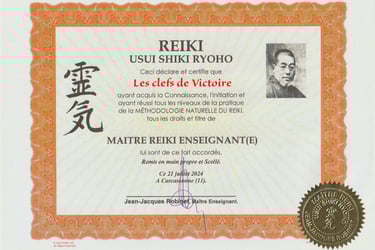 REIKI
USUI SHIKI RYOHO
Ceci déclare et certifie que
Les clefs de Victoire
ayant acquis la Connaissance, l'initiation et
ayant réussi tous les niveaux de la pratique
de la MÉTHODOLOGIE NATURELLE DU REIKI,
tous les droits et titre de
MAITRE REIKI ENSEIGNANT(E)
lui sont de ce fait accordés.
Remis en main propre et Scellé.
Ce 21 juillet 2024
A Carcassonne (11).
Jean-Jacques Robinet, Maître Enseignant.
靈
氣